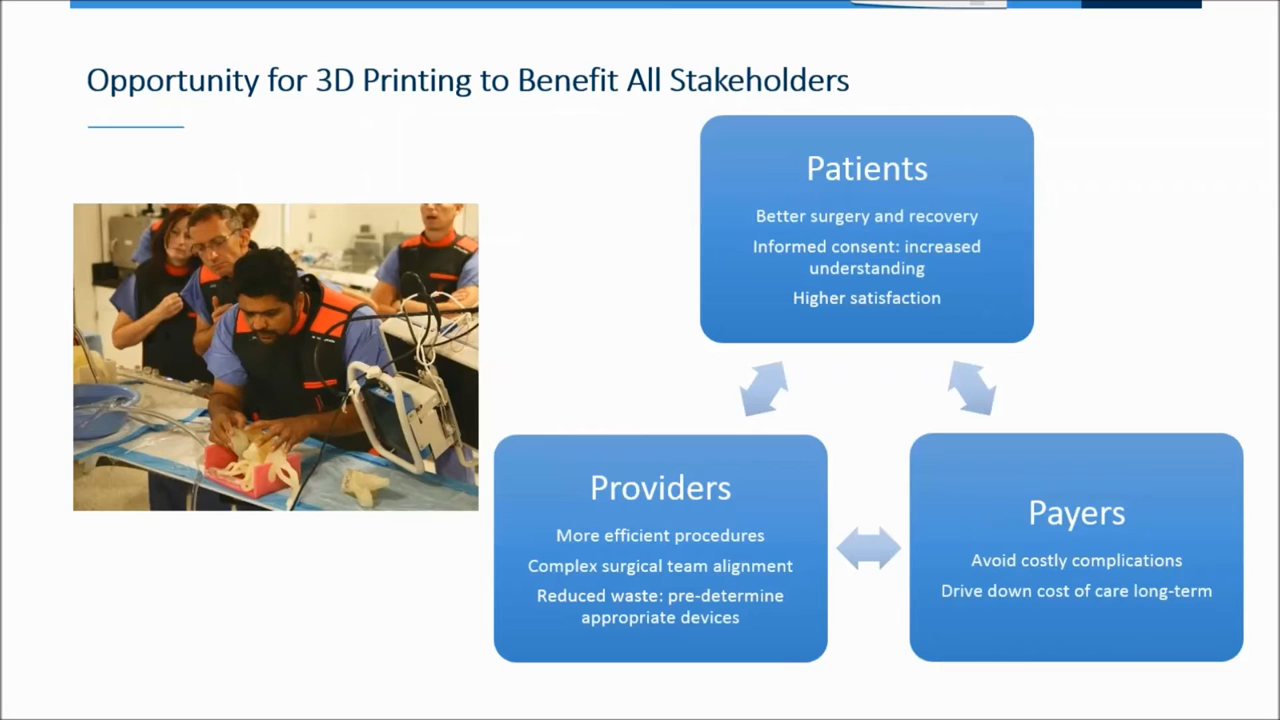 Opportunity for 3D Printing to Benefit All Stakeholders
Patients
Better surgery and recovery
Informed consent: increased
understanding
Higher satisfaction
Providers
More efficient procedures
Complex surgical team alignment
Reduced waste: pre-determine
appropriate devices
Payers
Avoid costly complications
Drive down cost of care long-term